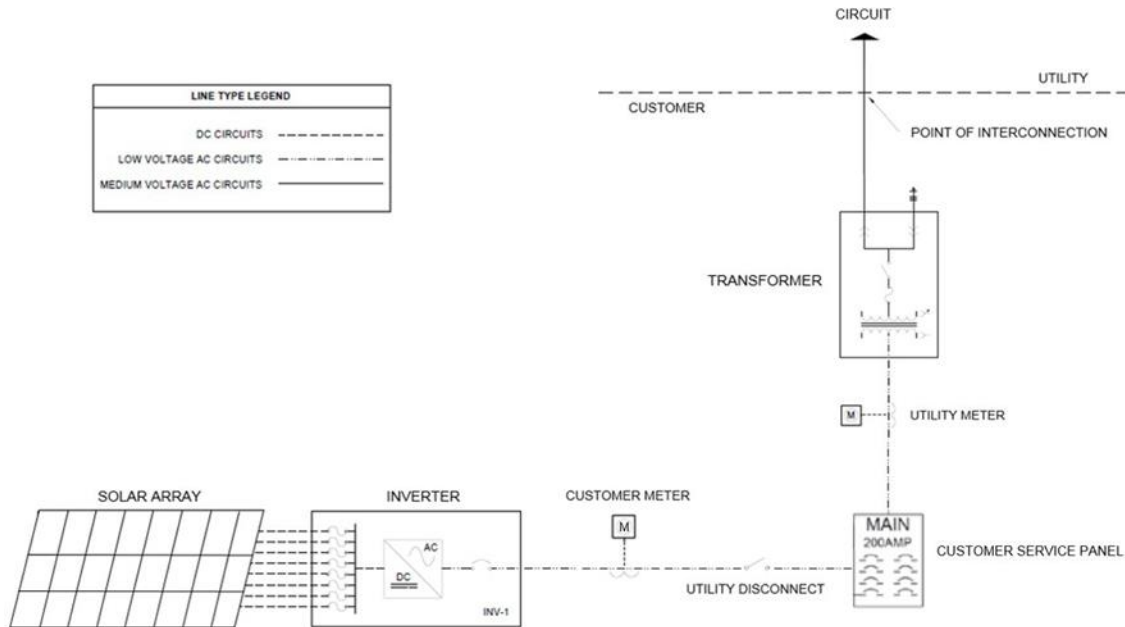 CIRCUIT
LINE TYPE LEGEND
DC CIRCUITS
LOW VOLTAGE AC CIRCUITS
MEDIUM VOLTAGE AC CIRCUITS
UTILITY
CUSTOMER
POINT OF INTERCONNECTION
TRANSFORMER
M
UTILITY METER
SOLAR ARRAY
INVERTER
CUSTOMER METER
M
MAIN
200AMP
CUSTOMER SERVICE PANEL
AC
DC
INV-1
UTILITY DISCONNECT